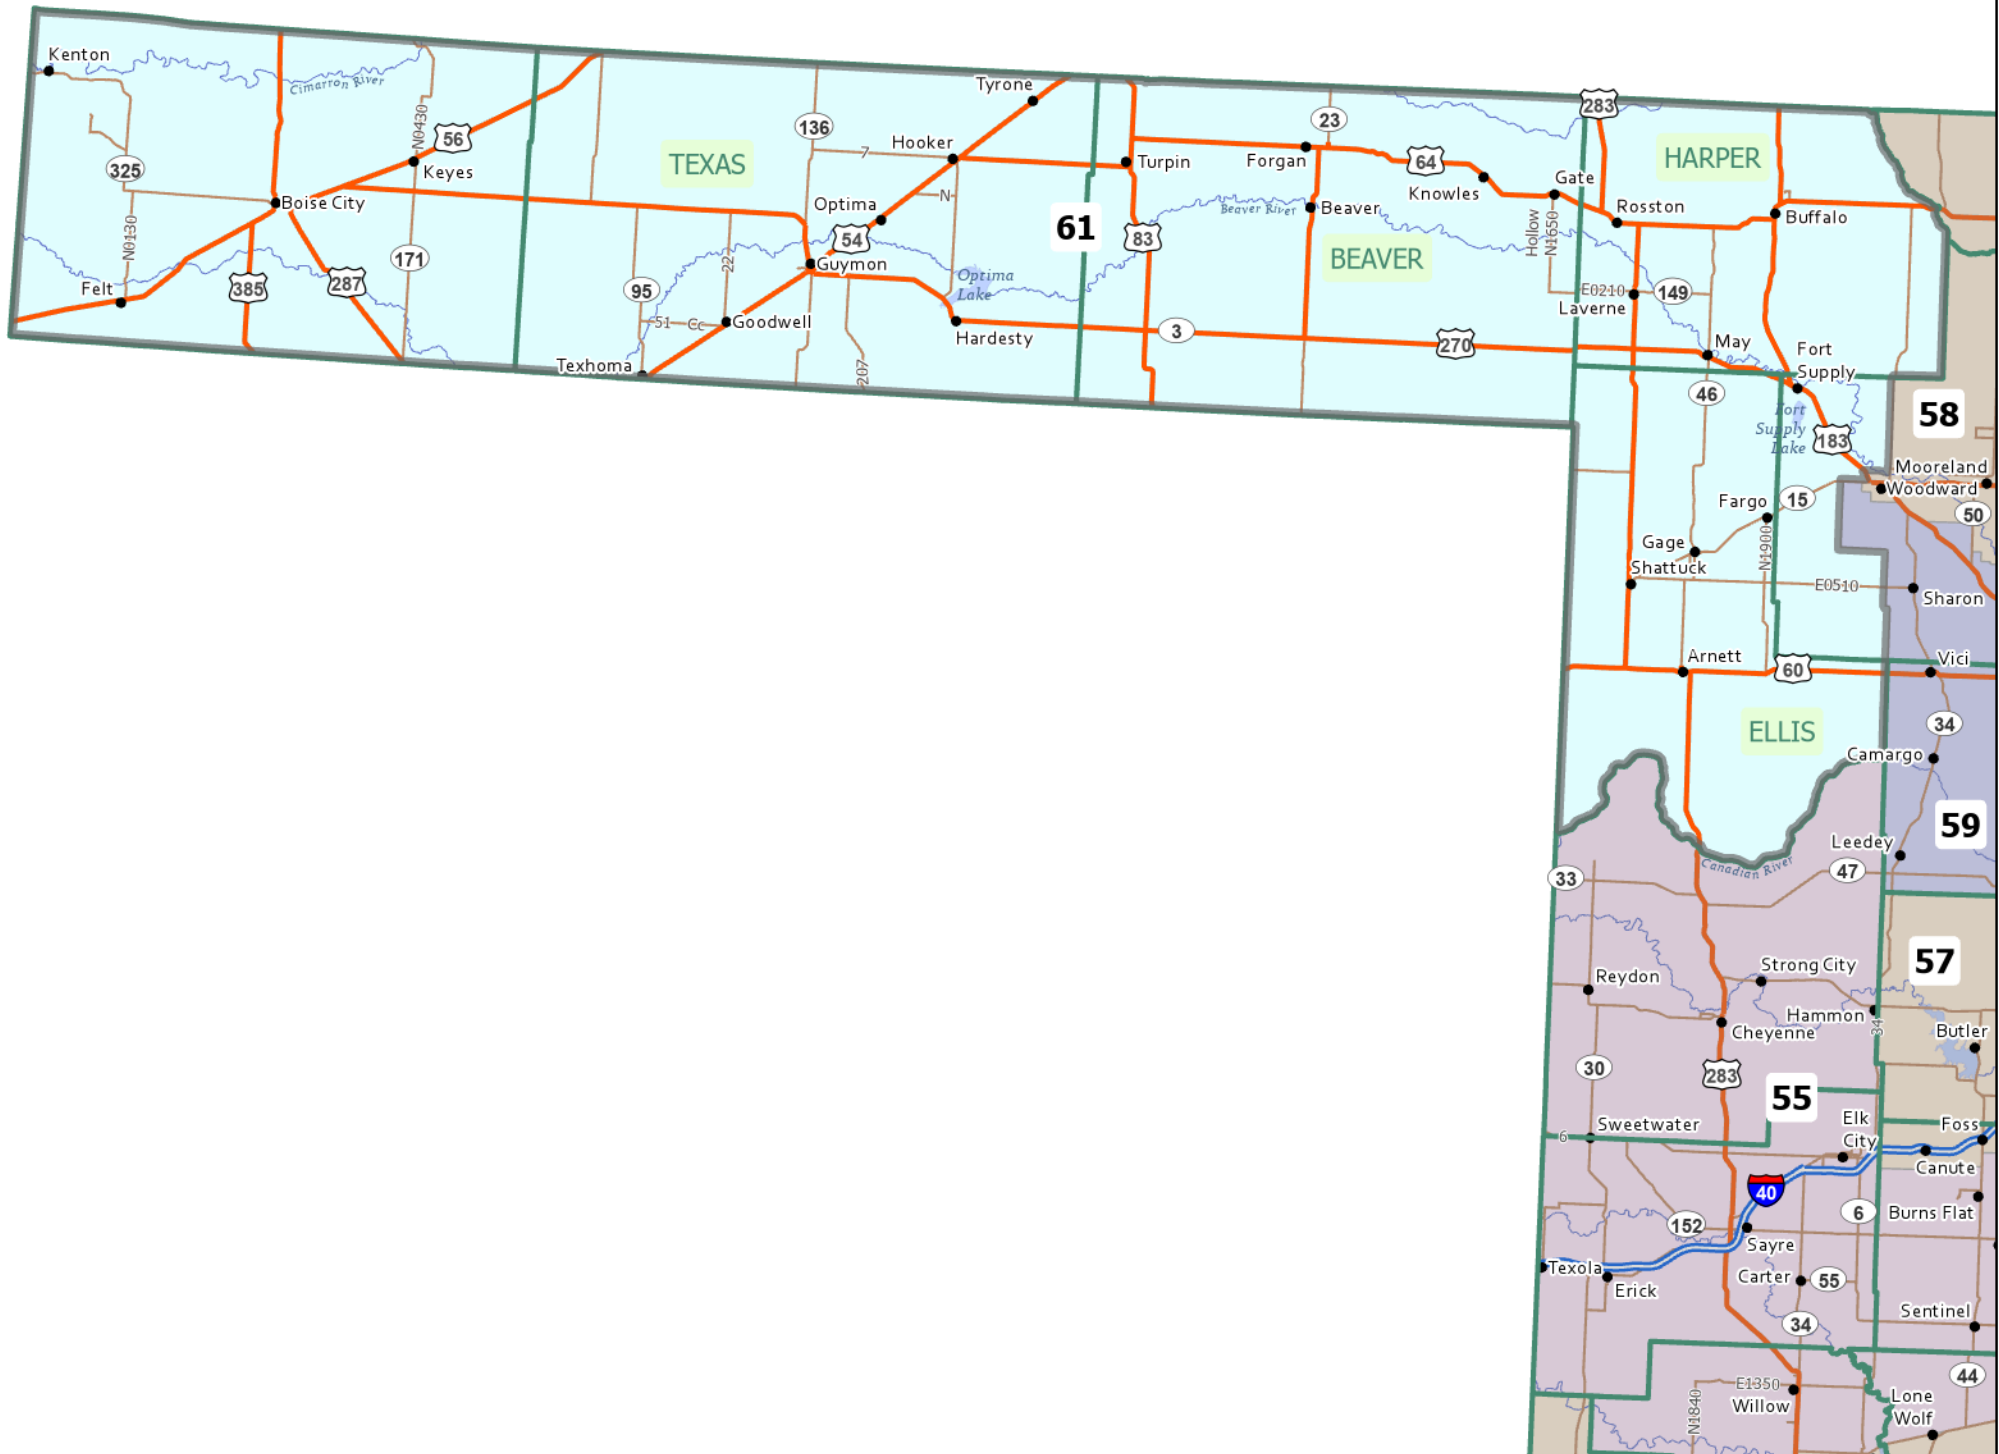 Kenton
Cimarron River
N0430
56
325
Keyes
Boise City
N0130
171
385
287
Felt
TEXAS
136
Tyrone
Hooker
7
N
Optima
54
Guymon
22
95
Optima
Lake
51
Cc
Goodwell
Hardesty
Texhoma
207
61
Turpin
83
23
Forgan
64
Knowles
Gate
Beaver River
Beaver
BEAVER
Hollow
N1650
3
270
283
HARPER
Rosston
Buffalo
E0210
149
Laverne
May
Fort
Supply
46
Fort
Supply
Lake
183
58
Mooreland
Woodward
50
Fargo
15
Gage
N1900
Shattuck
E0510
Sharon
Arnett
60
Vici
ELLIS
34
Camargo
59
Leedey
Canadian River
47
33
57
Strong City
Reydon
Hammon
34
Cheyenne
Butler
30
283
55
Elk
City
Foss
Sweetwater
6
Canute
40
Burns Flat
6
152
Sayre
Texola
Erick
Carter
55
Sentinel
34
E1350
Willow
N1840
44
Lone
Wolf